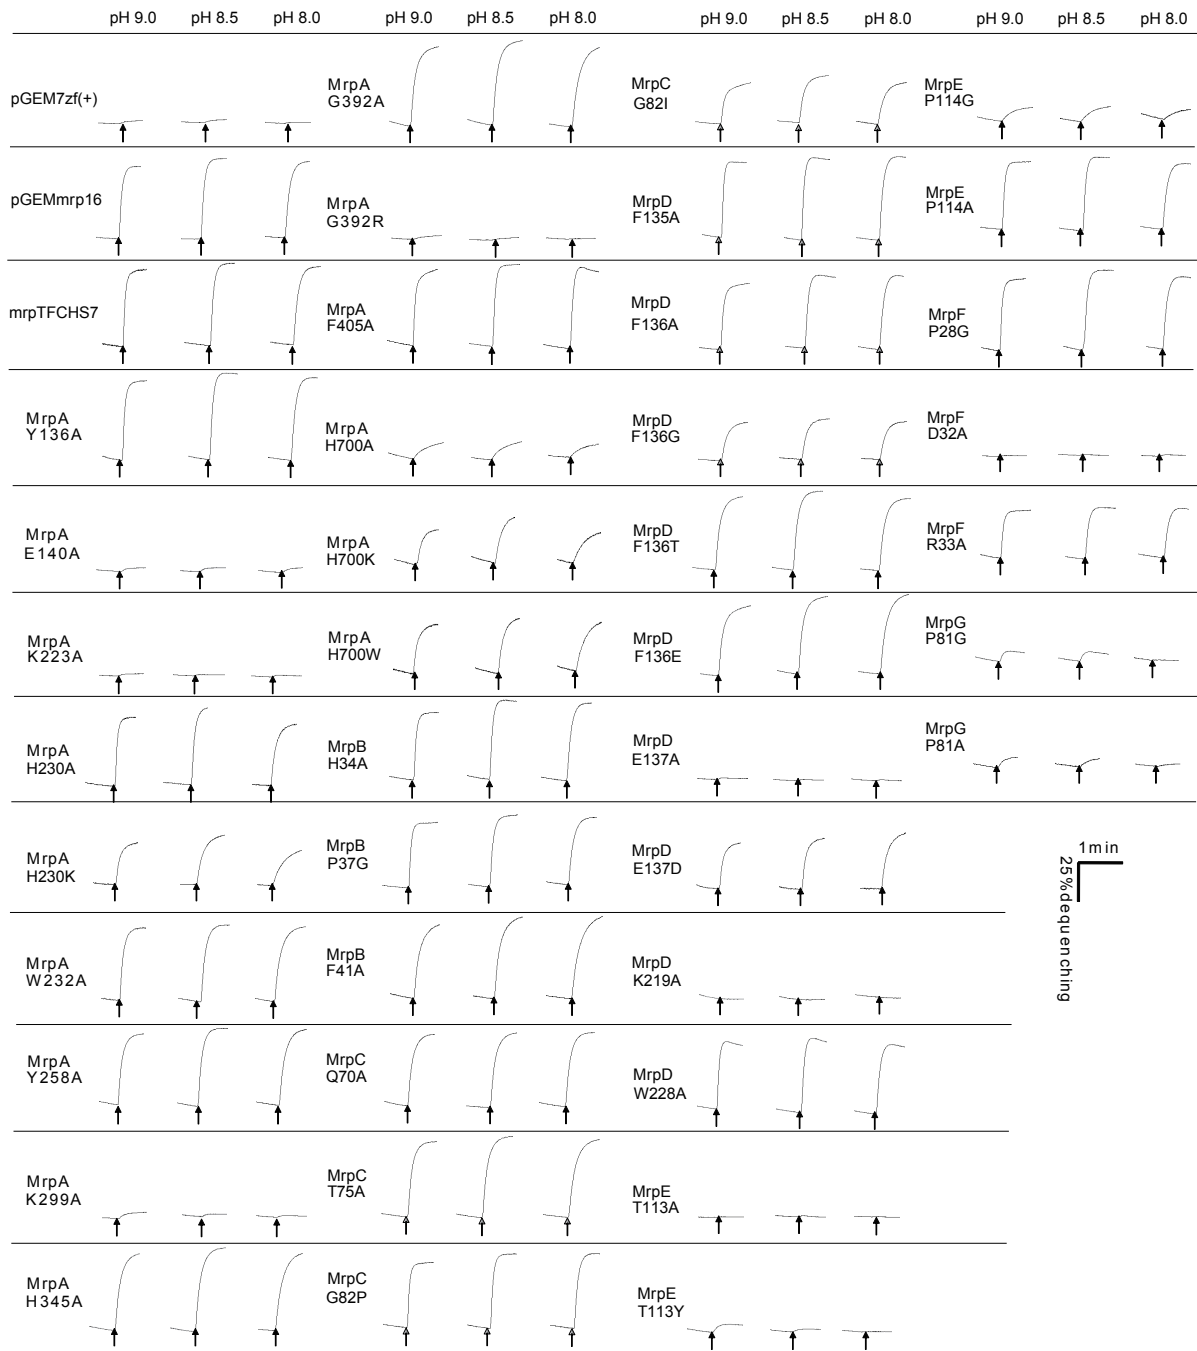 pH 9.0 pH 8.5 pH 8.0 pH 9.0 pH 8.5 pH 8.0 pH 9.0 pH 8.5 pH 8.0 pH 9.0 pH 8.5 pH 8.0
pGEM7zf(+)
pGEMmrp16
mrpTFCHS7
MrpA
Y136A
MrpA
E140A
MrpA
K223A
MrpA
H230A
MrpA
H230K
MrpA
W232A
MrpA
Y258A
MrpA
K299A
MrpA
H345A
MrpA
G392A
MrpA
G392R
MrpA
F405A
MrpA
H700A
MrpA
H700K
MrpA
H700W
MrpB
H34A
MrpB
P37G
MrpB
F41A
MrpC
Q70A
MrpC
T75A
MrpC
G82P
MrpC
G82I
MrpD
F135A
MrpD
F136A
MrpD
F136G
MrpD
F136T
MrpD
F136E
MrpD
E137A
MrpD
E137D
MrpD
K219A
MrpD
W228A
MrpE
T113A
MrpE
T113Y
MrpE
P114G
MrpE
P114A
MrpF
P28G
MrpF
D32A
MrpF
R33A
MrpG
P81G
MrpG
P81A
1min
25%dequenching